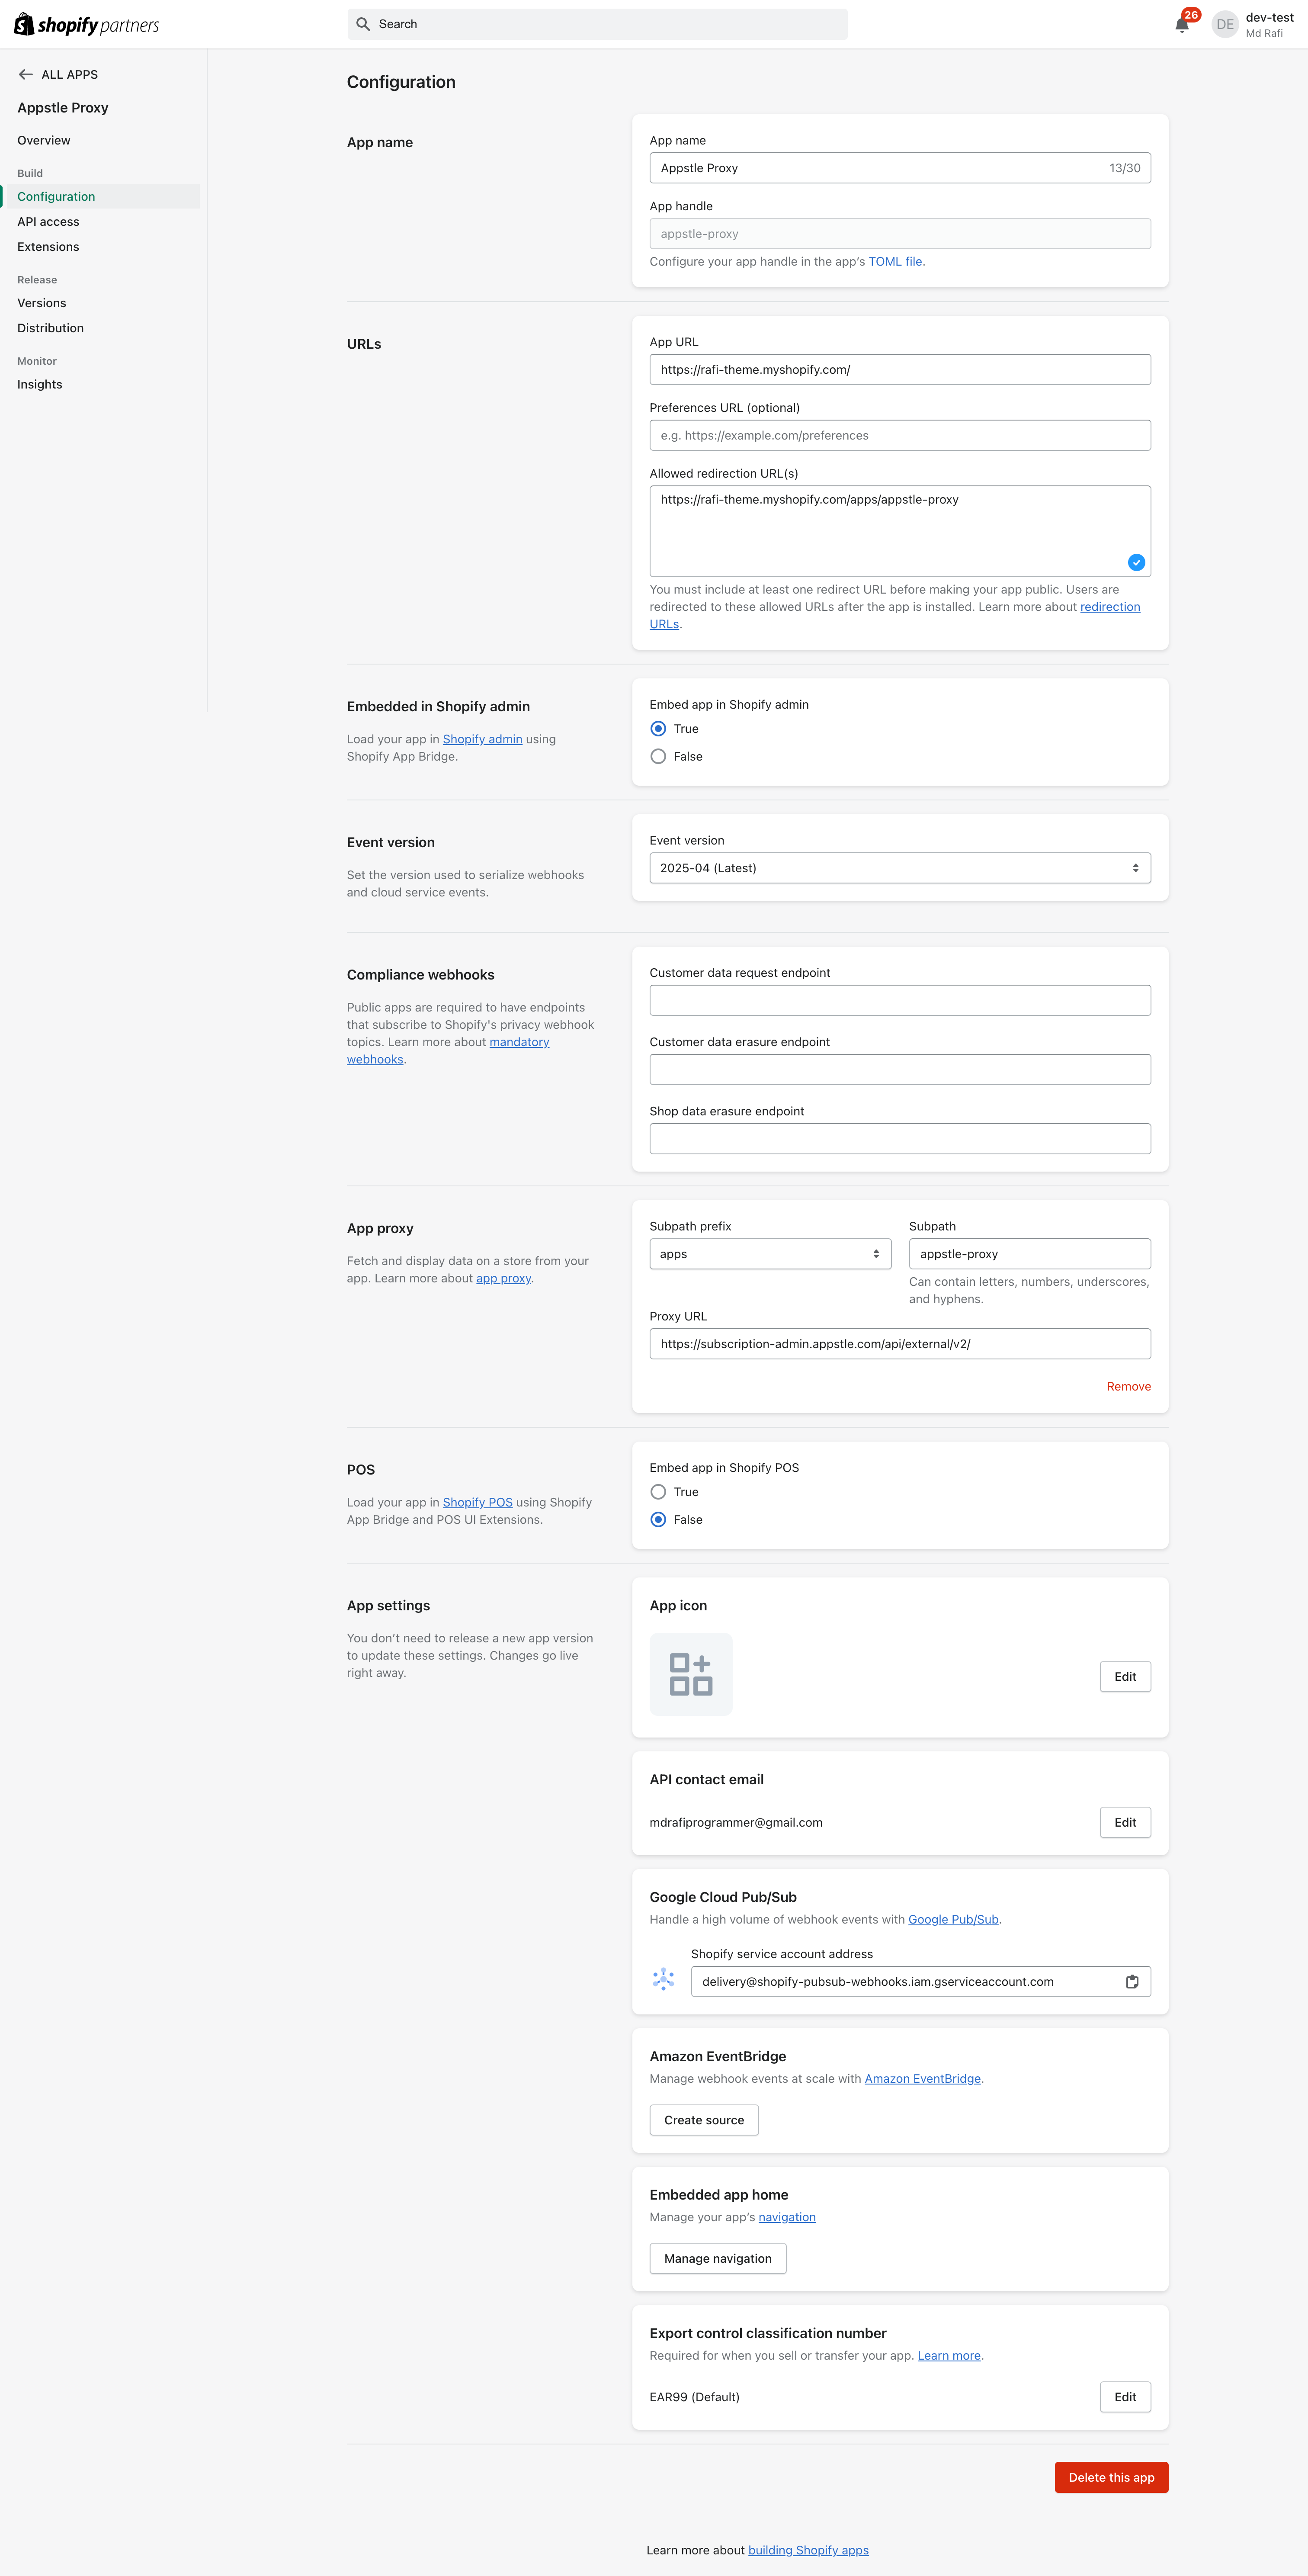 shopify partners
Search
26
DE
dev-test
Md Rafi
ALL APPS
Appstle Proxy
Overview
Build
Configuration
API access
Extensions
Release
Versions
Distribution
Monitor
Insights
Configuration
App name
App name
Appstle Proxy
13/30
App handle
appstle-proxy
Configure your app handle in the app's TOML file.
URLs
App URL
https://rafi-theme.myshopify.com/
Preferences URL (optional)
e.g. https://example.com/preferences
Allowed redirection URL(s)
https://rafi-theme.myshopify.com/apps/appstle-proxy
You must include at least one redirect URL before making your app public. Users are
redirected to these allowed URLs after the app is installed. Learn more about redirection
URLs.
Embedded in Shopify admin
Load your app in Shopify admin using
Shopify App Bridge.
Embed app in Shopify admin
True
False
Event version
Set the version used to serialize webhooks
and cloud service events.
Event version
2025-04 (Latest)
Compliance webhooks
Public apps are required to have endpoints
that subscribe to Shopify's privacy webhook
topics. Learn more about mandatory
webhooks.
Customer data request endpoint
Customer data erasure endpoint
Shop data erasure endpoint
App proxy
Fetch and display data on a store from your
app. Learn more about app proxy.
Subpath prefix
apps
Subpath
appstle-proxy
Can contain letters, numbers, underscores,
and hyphens.
Proxy URL
https://subscription-admin.appstle.com/api/external/v2/
Remove
POS
Load your app in Shopify POS using Shopify
App Bridge and POS UI Extensions.
Embed app in Shopify POS
True
False
App settings
You don't need to release a new app version
to update these settings. Changes go live
right away.
App icon
Edit
API contact email
mdrafiprogrammer@gmail.com
Edit
Google Cloud Pub/Sub
Handle a high volume of webhook events with Google Pub/Sub.
Shopify service account address
delivery@shopify-pubsub-webhooks.iam.gserviceaccount.com
Amazon EventBridge
Manage webhook events at scale with Amazon EventBridge.
Create source
Embedded app home
Manage your app's navigation
Manage navigation
Export control classification number
Required for when you sell or transfer your app. Learn more.
EAR99 (Default)
Edit
Delete this app
Learn more about building Shopify apps